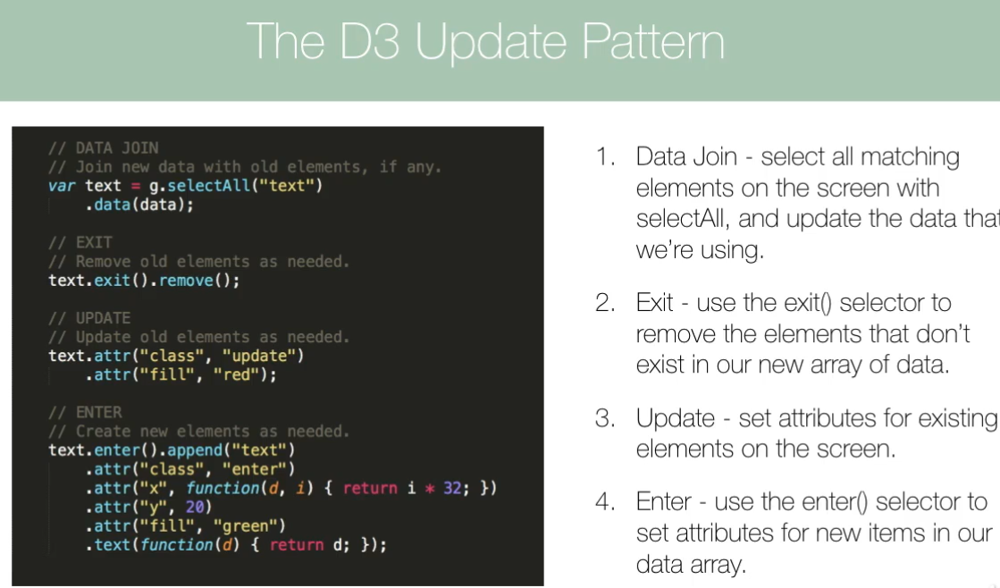 The D3 Update Pattern
// DATA JOIN
// Join new data with old elements, if any.
var text = g.selectAll("text")
.data(data);
// EXIT
// Remove old elements as needed.
text.exit().remove();
// UPDATE
// Update old elements as needed.
text.attr("class", "update")
.attr("fill", "red");
// ENTER
// Create new elements as needed.
text.enter().append("text")
.attr("class", "enter")
.attr("x", function(d, i) { return i * 32; })
.attr("y", 20)
.attr("fill", "green")
.text(function(d) { return d; });
1. Data Join - select all matching
elements on the screen with
selectAll, and update the data that
we're using.
2. Exit - use the exit() selector to
remove the elements that don't
exist in our new array of data.
3. Update - set attributes for existing
elements on the screen.
4. Enter - use the enter() selector to
set attributes for new items in our
data array.